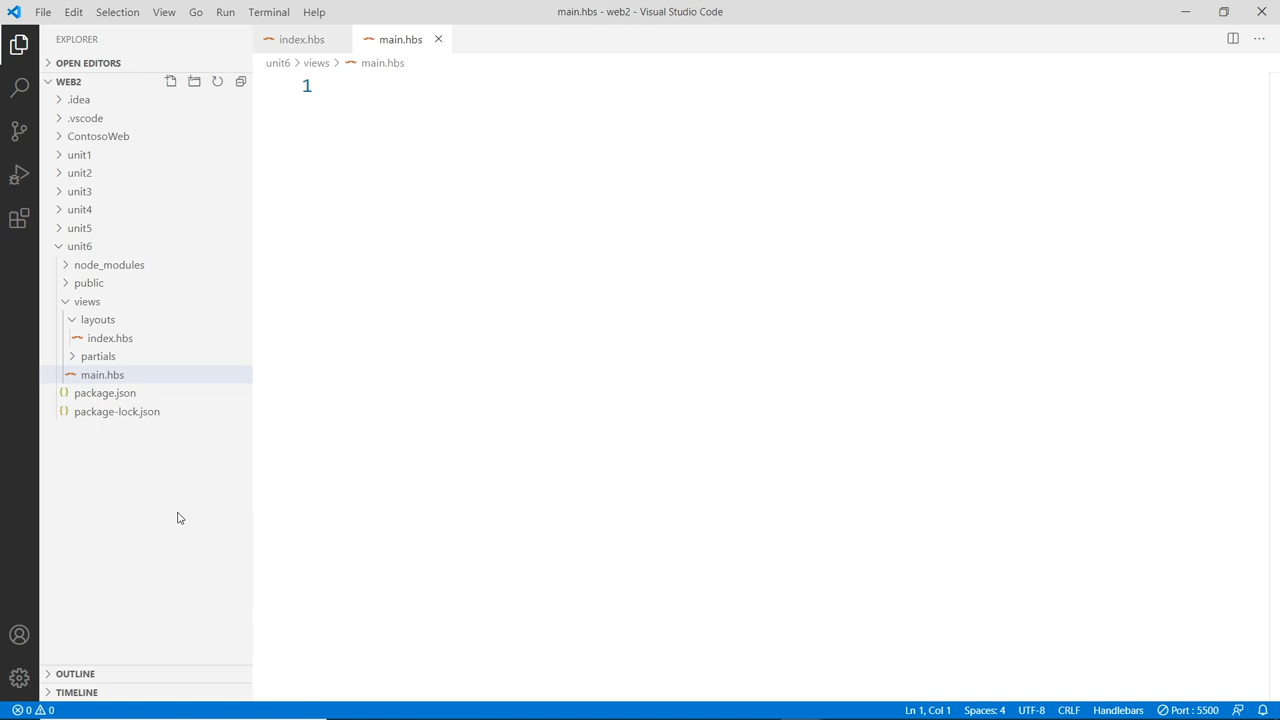 File Edit Selection View Go Run Terminal Help
main.hbs - web2 - Visual Studio Code
EXPLORER
OPEN EDITORS
WEB2
.idea
.vscode
ContosoWeb
unit1
unit2
unit3
unit4
unit5
unit6
node_modules
public
views
layouts
index.hbs
partials
main.hbs
package.json
package-lock.json
OUTLINE
TIMELINE
index.hbs main.hbs
unit6 > views > main.hbs
1
0 0 Ln 1, Col 1 Spaces: 4 UTF-8 CRLF Handlebars Port : 5500